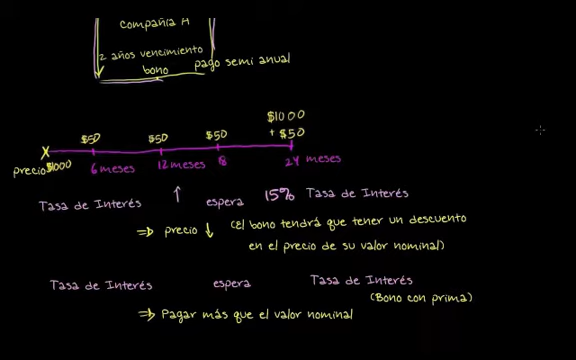 compañía A
2 años vencimiento
bono
pago semi anual
$1000
$50 $50 $50 + $50
precio $1000 6 meses 12 meses 18 24 meses
Tasa de Interés ↑ espera 15% Tasa de Interés
⇒ precio ↓ (El bono tendrá que tener un descuento
en el precio de su valor nominal)
Tasa de Interés espera Tasa de Interés
(Bono con prima)
⇒ Pagar más que el valor nominal